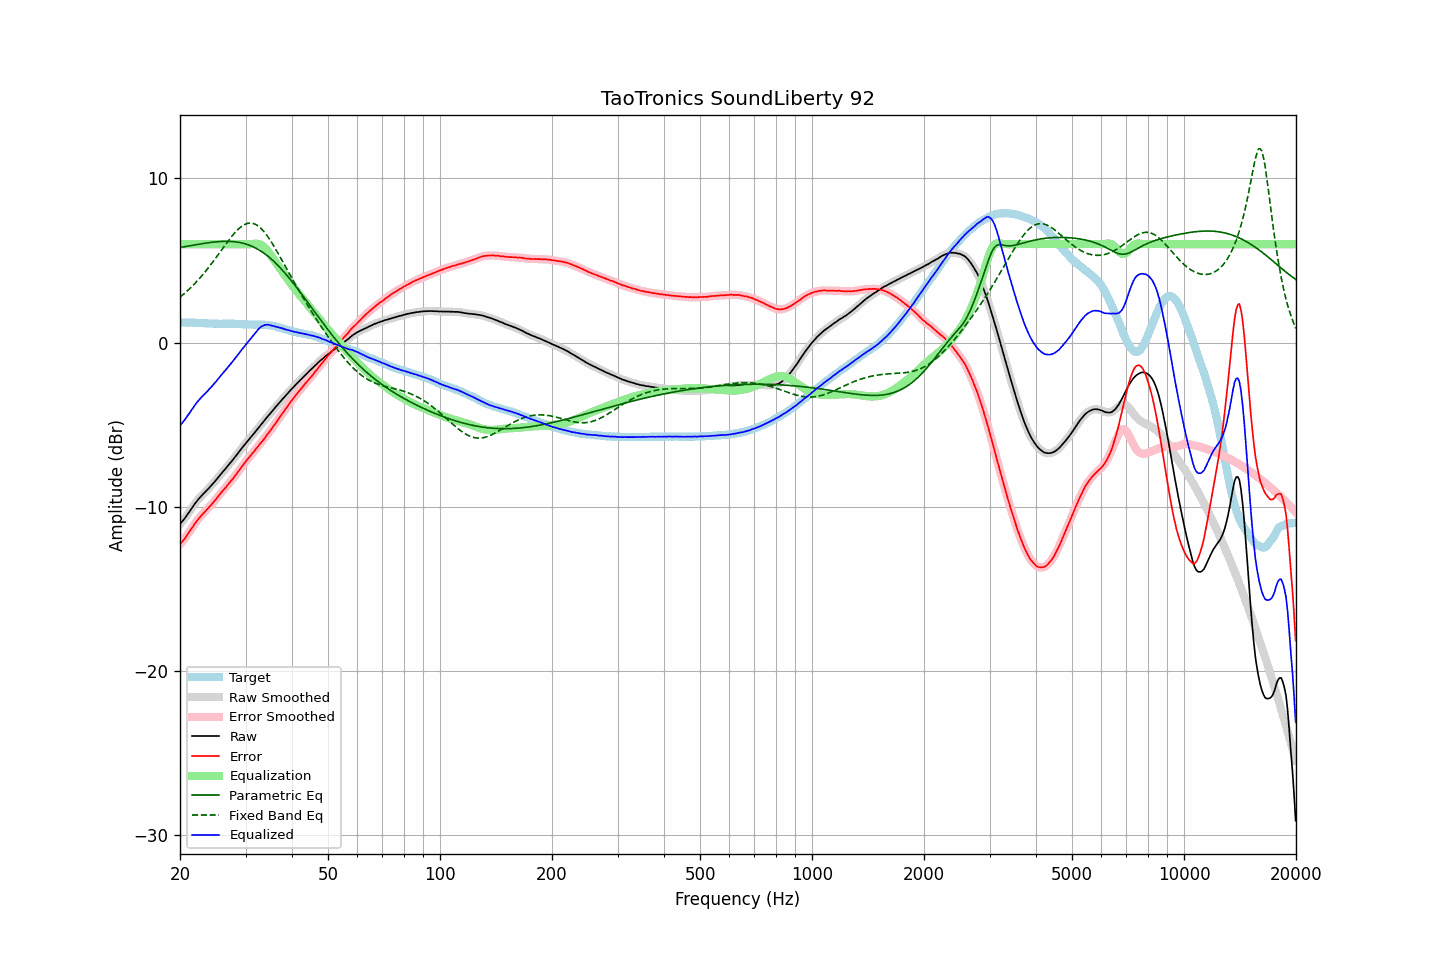 TaoTronics SoundLiberty 92
Amplitude (dBr)
10
0
−10
−20
−30
Target
Raw Smoothed
Error Smoothed
Raw
Error
Equalization
Parametric Eq
Fixed Band Eq
Equalized
20 50 100 200 500 1000 2000 5000 10000 20000
Frequency (Hz)